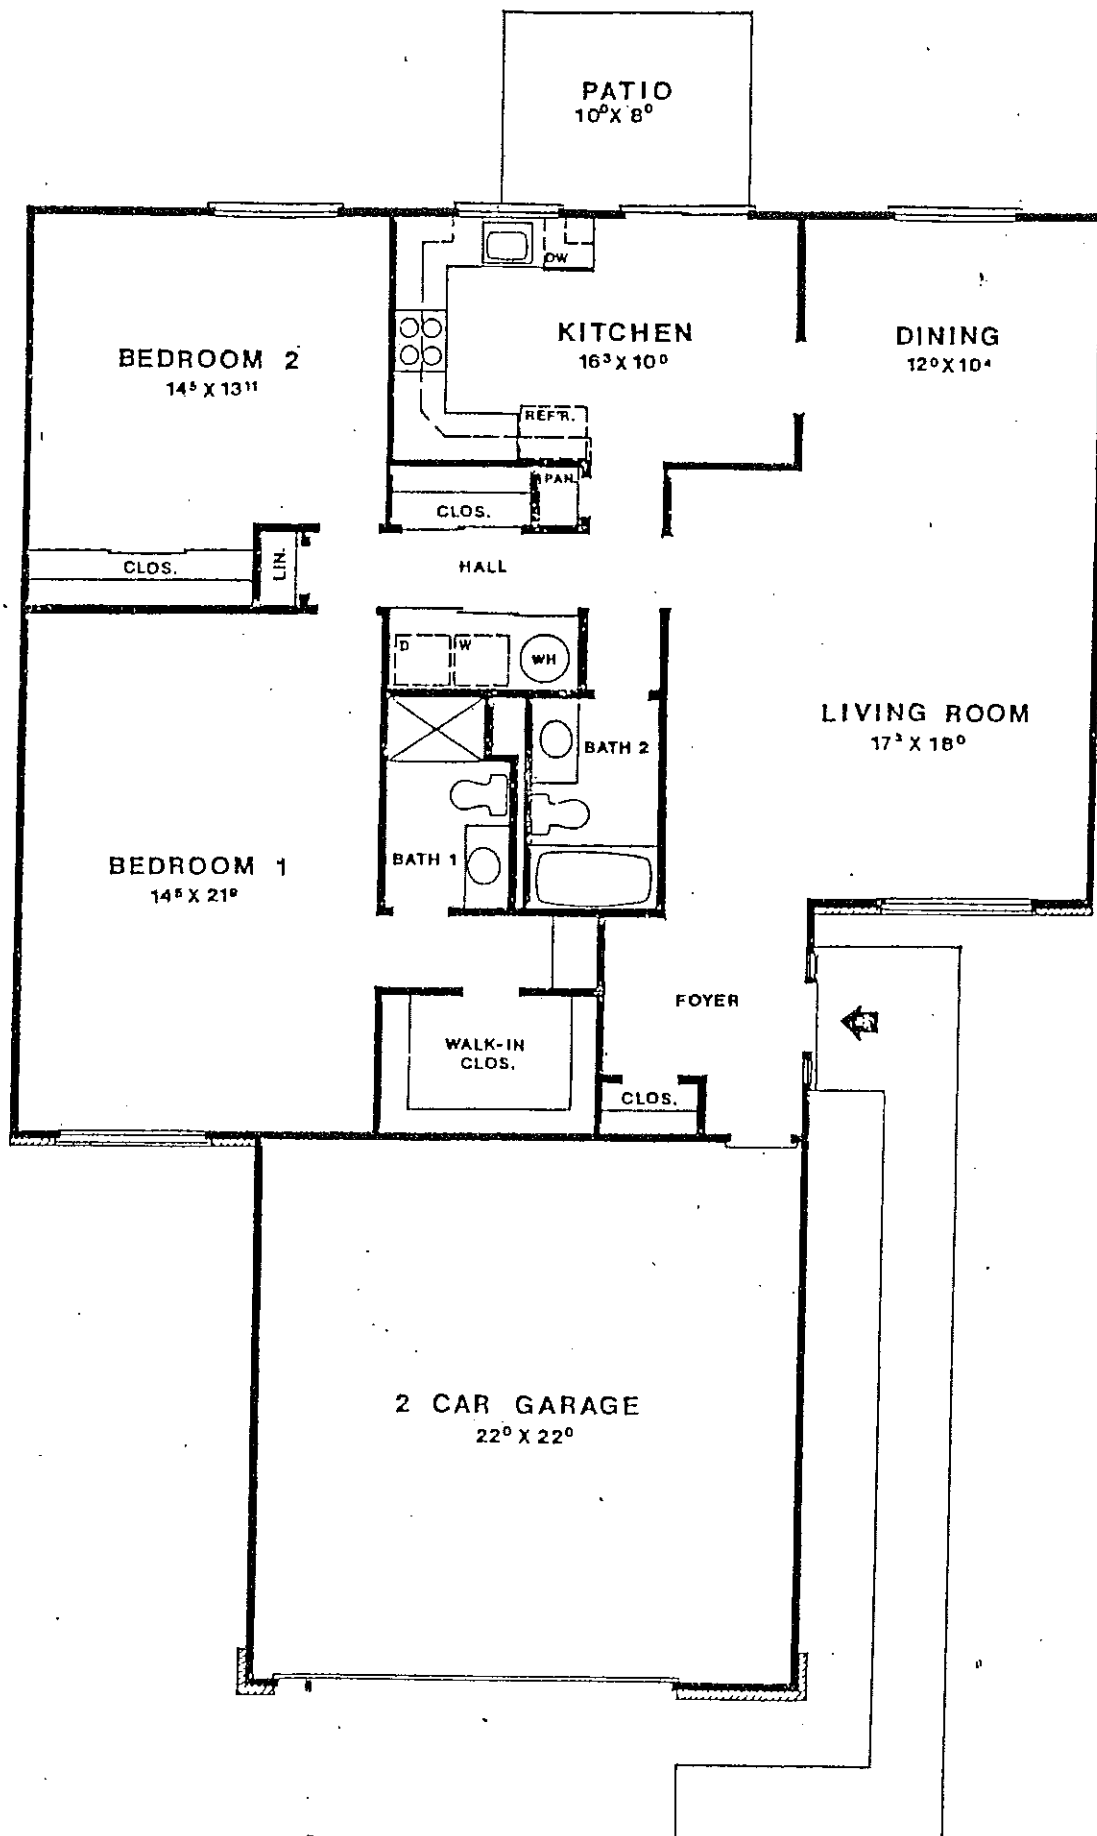 PATIO
10⁰ X 8⁰
DW
KITCHEN
16³ X 10⁰
DINING
12⁰ X 10⁴
BEDROOM 2
14⁵ X 13¹¹
REF'R.
PAN.
CLOS.
LIN.
CLOS.
HALL
D
W
WH
LIVING ROOM
17³ X 18⁰
BATH 2
BATH 1
BEDROOM 1
FOYER
WALK-IN
CLOS.
CLOS.
2 CAR GARAGE
22⁰ X 22⁰